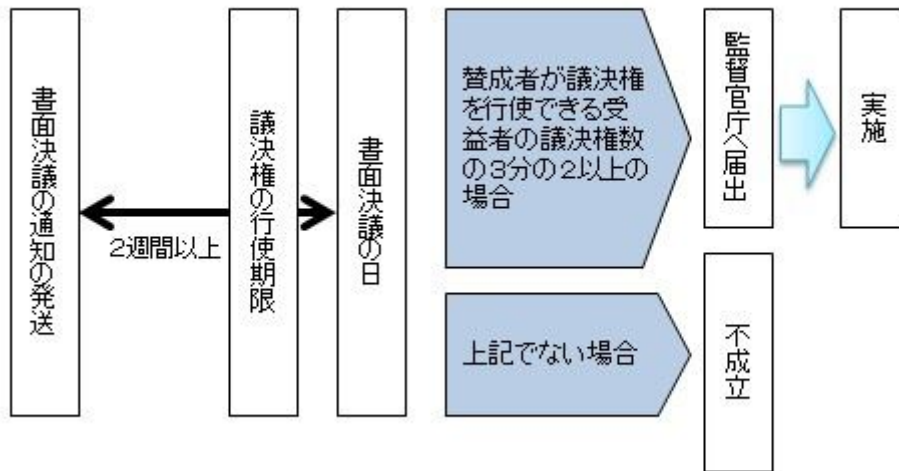 書面決議の通知の発送
2週間以上
議決権の行使期限
書面決議の日
賛成者が議決権
を行使できる受
益者の議決権数
の3分の2以上の
場合
監督官庁へ届出
実施
上記でない場合
不成立